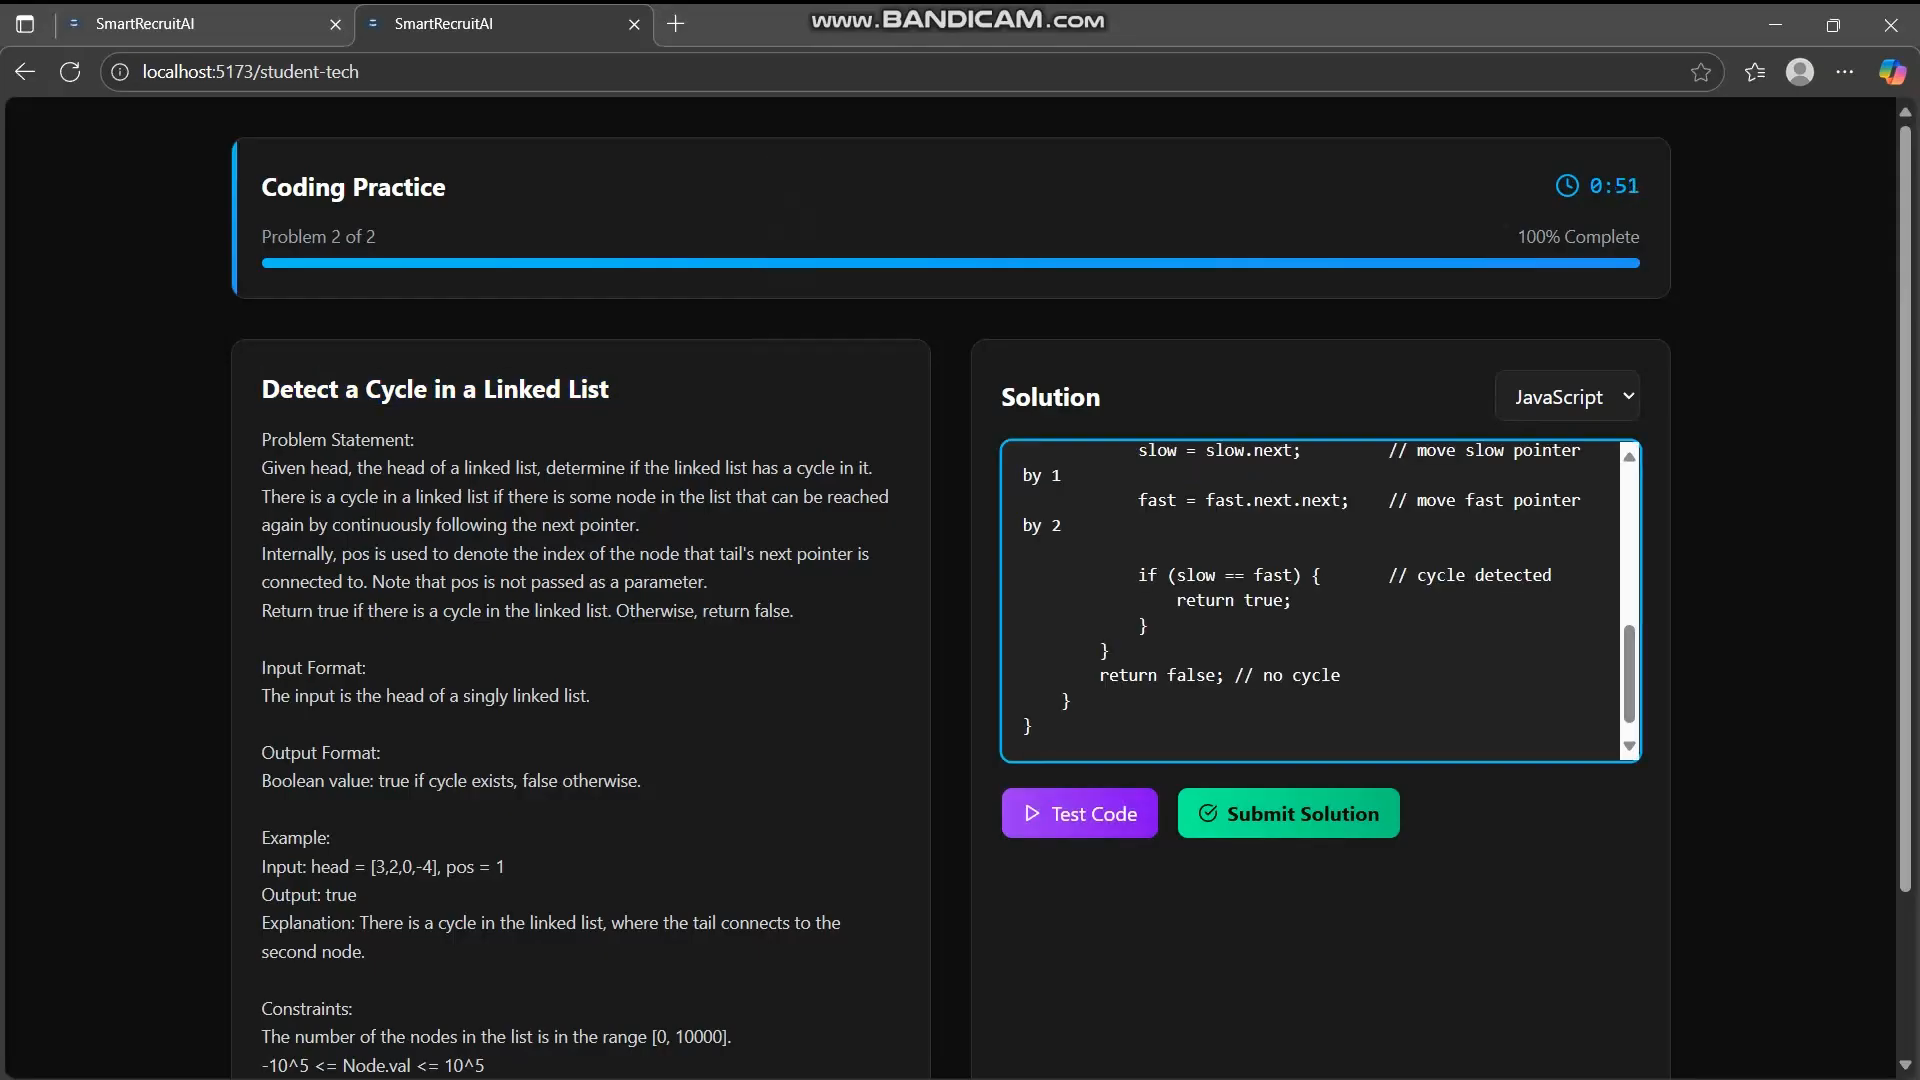 SmartRecruitAI
SmartRecruitAI
www.BANDICAM.com
localhost:5173/student-tech
Coding Practice
0:51
Problem 2 of 2
100% Complete
Detect a Cycle in a Linked List
Problem Statement:
Given head, the head of a linked list, determine if the linked list has a cycle in it.
There is a cycle in a linked list if there is some node in the list that can be reached
again by continuously following the next pointer.
Internally, pos is used to denote the index of the node that tail's next pointer is
connected to. Note that pos is not passed as a parameter.
Return true if there is a cycle in the linked list. Otherwise, return false.
Input Format:
The input is the head of a singly linked list.
Output Format:
Boolean value: true if cycle exists, false otherwise.
Example:
Input: head = [3,2,0,-4], pos = 1
Output: true
Explanation: There is a cycle in the linked list, where the tail connects to the
second node.
Constraints:
The number of the nodes in the list is in the range [0, 10000].
-10^5 <= Node.val <= 10^5
Solution
JavaScript
slow = slow.next; // move slow pointer
by 1
fast = fast.next.next; // move fast pointer
by 2
if (slow == fast) { // cycle detected
return true;
}
}
return false; // no cycle
}
}
Test Code
Submit Solution